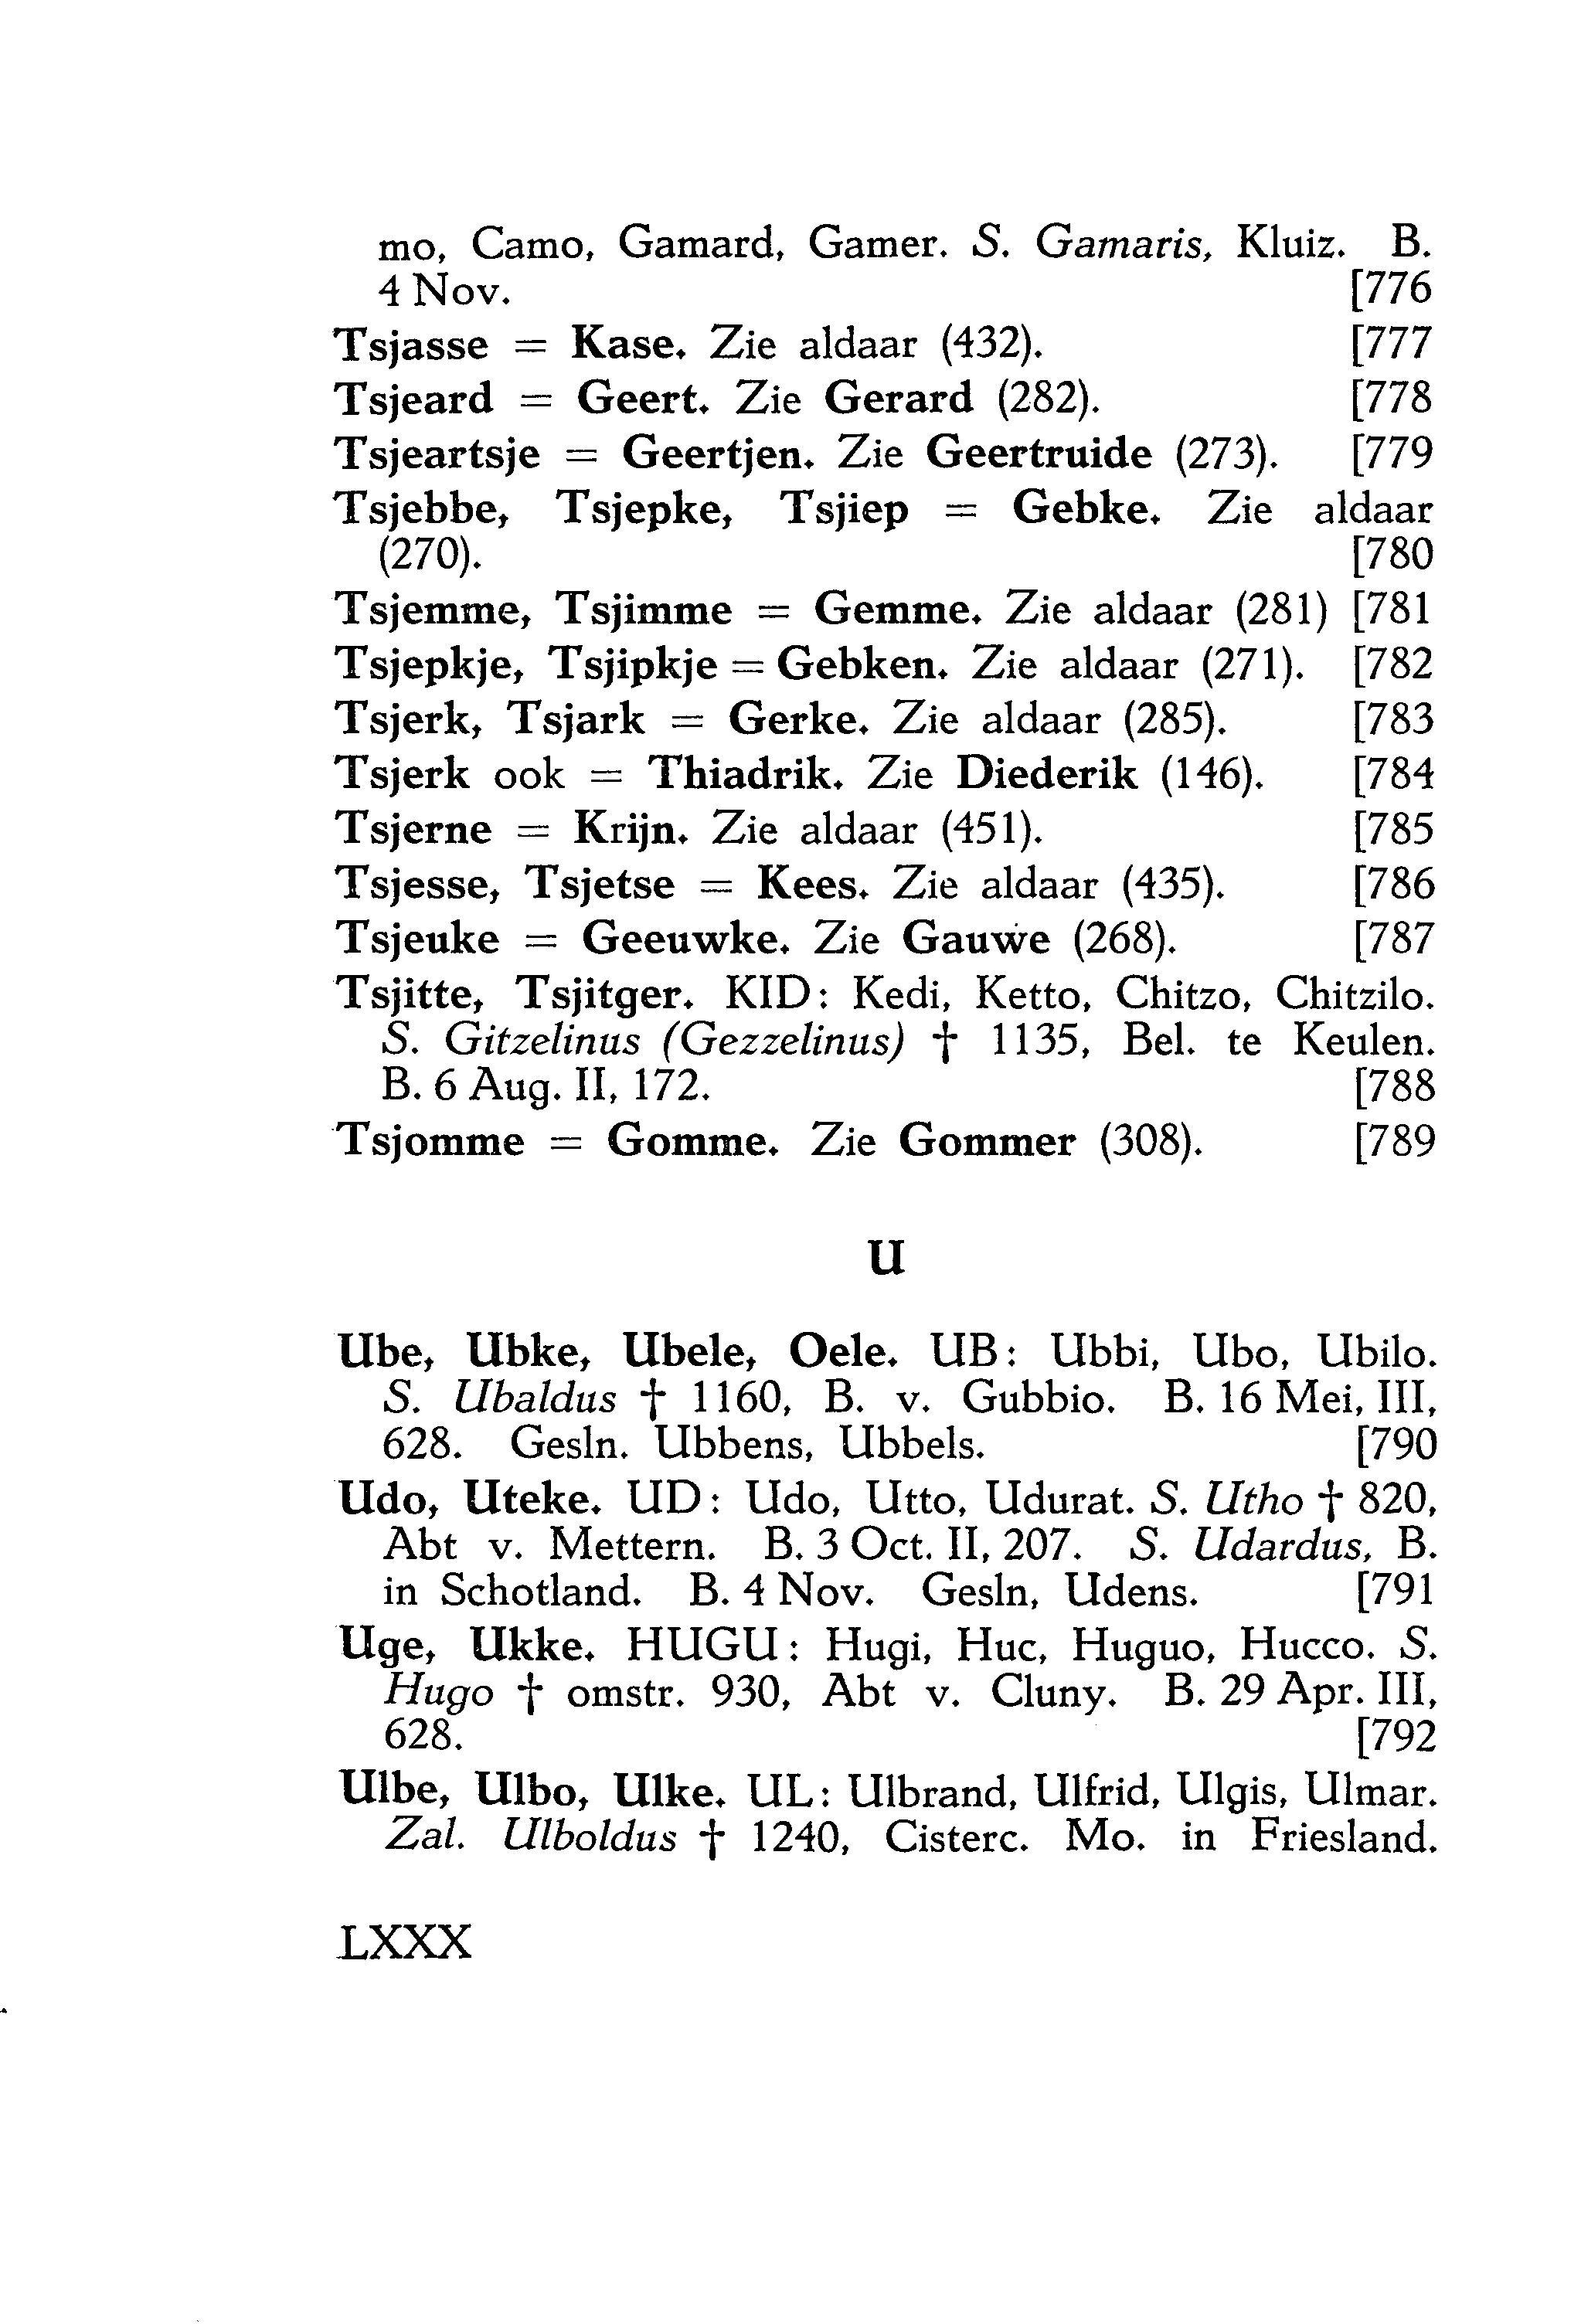 mo, Camo, Gamard, Gamer. S. Gamaris, Kluiz. B.
4 Nov. [776
Tsjasse = Kase. Zie aldaar (432). [777
Tsjeard = Geert. Zie Gerard (282). [778
Tsjeartsje = Geertjen. Zie Geertruide (273). [779
Tsjebbe, Tsjepke, Tsjiep = Gebke. Zie aldaar
(270). [780
Tsjemme, Tsjimme = Gemme. Zie aldaar (281) [781
Tsjepkje, Tsjipkje = Gebken. Zie aldaar (271). [782
Tsjerk, Tsjark = Gerke. Zie aldaar (285). [783
Tsjerk ook = Thiadrik. Zie Diederik (146). [784
Tsjerne = Krijn. Zie aldaar (451). [785
Tsjesse, Tsjetse = Kees. Zie aldaar (435). [786
Tsjeuke = Geeuwke. Zie Gauwe (268). [787
Tsjitte, Tsjitger. KID: Kedi, Ketto, Chitzo, Chitzilo.
S. Gitzelinus (Gezzelinus) † 1135, Bel. te Keulen.
B. 6 Aug. II, 172. [788
Tsjomme = Gomme. Zie Gommer (308). [789
U
Ube, Ubke, Ubele, Oele. UB: Ubbi, Ubo, Ubilo.
S. Ubaldus † 1160, B. v. Gubbio. B. 16 Mei, III,
628. Gesln. Ubbens, Ubbels. [790
Udo, Uteke. UD: Udo, Utto, Udurat. S. Utho † 820,
Abt v. Mettern. B. 3 Oct. II, 207. S. Udardus, B.
in Schotland. B. 4 Nov. Gesln, Udens. [791
Uge, Ukke. HUGU: Hugi, Huc, Huguo, Hucco. S.
Hugo † omstr. 930, Abt v. Cluny. B. 29 Apr. III,
628. [792
Ulbe, Ulbo, Ulke. UL: Ulbrand, Ulfrid, Ulgis, Ulmar.
Zal. Ulboldus † 1240, Cisterc. Mo. in Friesland.
LXXX